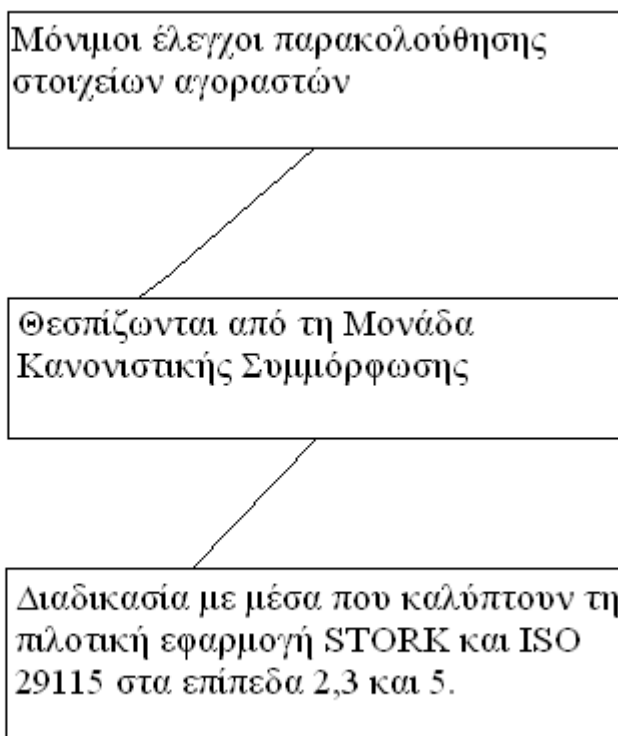 Μόνιμοι έλεγχοι παρακολούθησης
στοιχείων αγοραστών
Θεσπίζωνται από τη Μονάδα
Κανονιστικής Συμμόρφωσης
Διαδικασία με μέσα που καλύπτουν τη
πιλοτική εφαρμογή STORK και ISO
29115 στα επίπεδα 2,3 και 5.